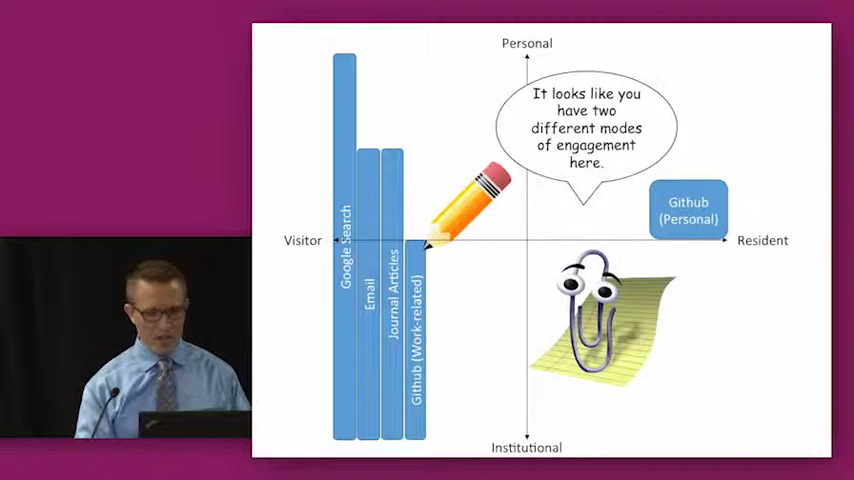 Personal
It looks like you
have two
different modes
of engagement
here.
Github
(Personal)
Visitor
Resident
Google Search
Email
Journal Articles
Github (Work-related)
Institutional